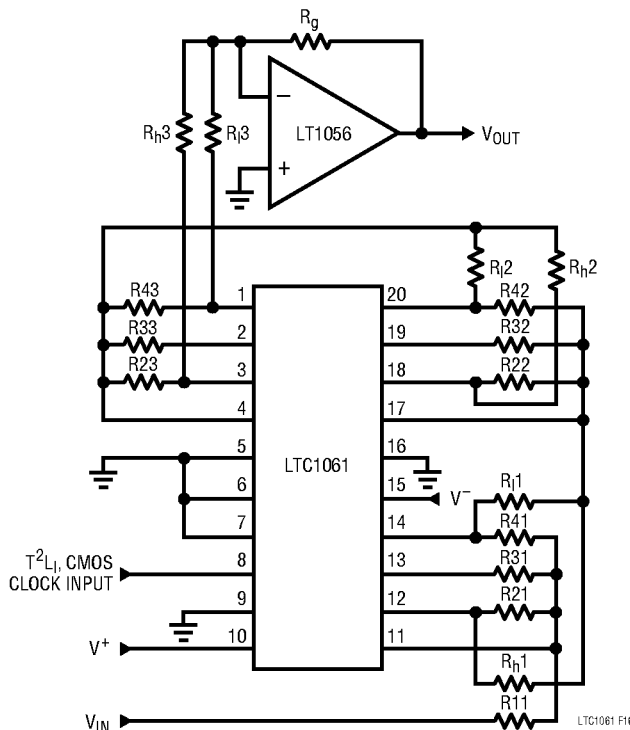 Rg
Rh3
Rl3
−
LT1056
+
VOUT
Rl2
Rh2
R43
1
20
R42
R33
2
19
R32
R23
3
18
R22
4
17
5
LTC1061
16
6
15
V−
7
14
Rl1
R41
T²Lı, CMOS
CLOCK INPUT
8
13
R31
9
12
R21
V+
10
11
Rh1
R11
VIN
LTC1061 F16